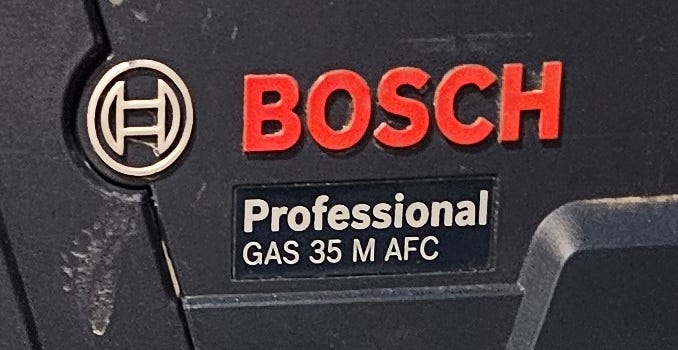 BOSCH
Professional
GAS 35 M AFC